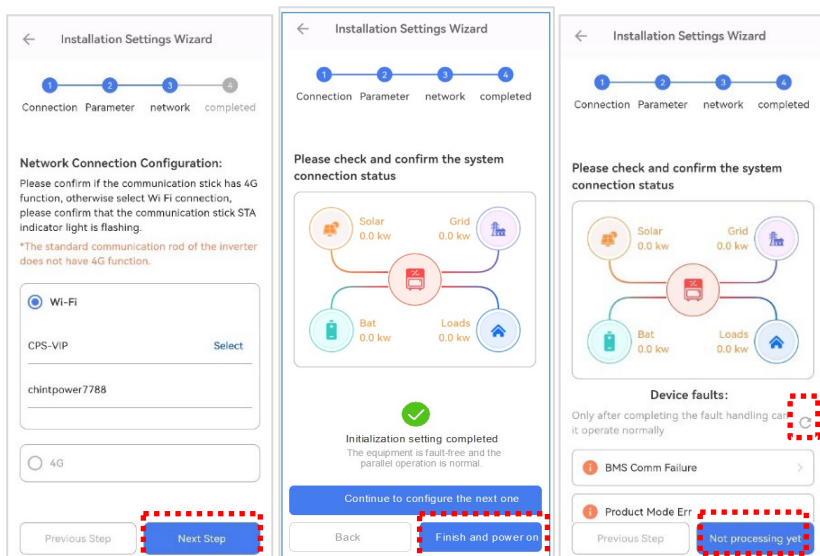 Installation Settings Wizard
1 2 3 4
Connection Parameter network completed
Network Connection Configuration:
Please confirm if the communication stick has 4G
function, otherwise select Wi Fi connection,
please confirm that the communication stick STA
indicator light is flashing.
*The standard communication rod of the inverter
does not have 4G function.
Wi-Fi
CPS-VIP Select
chintpower7788
4G
Previous Step Next Step
Installation Settings Wizard
1 2 3 4
Connection Parameter network completed
Please check and confirm the system
connection status
Solar Grid
0.0 kw 0.0 kw
Bat Loads
0.0 kw 0.0 kw
Initialization setting completed
The equipment is fault-free and the
parallel operation is normal.
Continue to configure the next one
Back Finish and power on
Installation Settings Wizard
1 2 3 4
Connection Parameter network completed
Please check and confirm the system
connection status
Solar Grid
0.0 kw 0.0 kw
Bat Loads
0.0 kw 0.0 kw
Device faults:
Only after completing the fault handling can
it operate normally
BMS Comm Failure
Product Mode Err
Previous Step Not processing yet